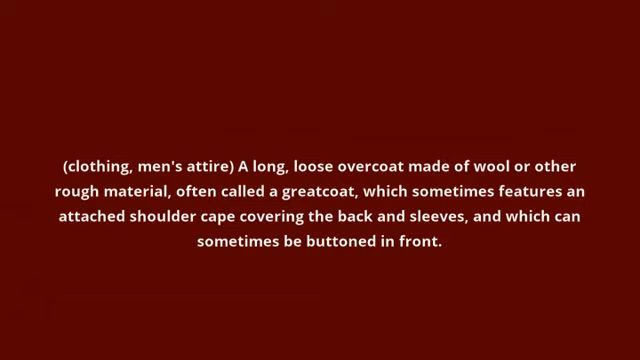 (clothing, men's attire) A long, loose overcoat made of wool or other
rough material, often called a greatcoat, which sometimes features an
attached shoulder cape covering the back and sleeves, and which can
sometimes be buttoned in front.